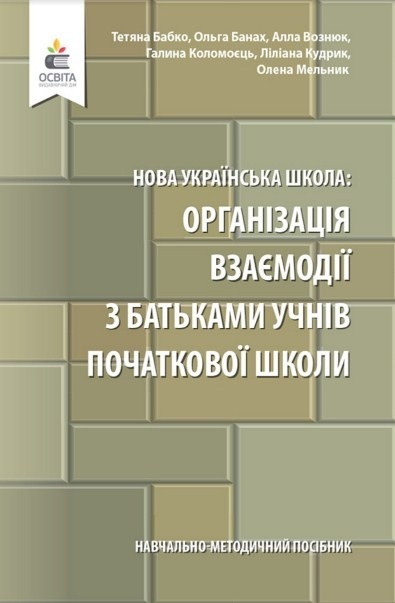 Тетяна Бабко, Ольга Банах, Алла Вознюк,
Галина Коломоєць, Ліліана Кудрик,
Олена Мельник
ОСВІТА
ВИДАВНИЧИЙ ДІМ
НОВА УКРАЇНСЬКА ШКОЛА:
ОРГАНІЗАЦІЯ
ВЗАЄМОДІЇ
З БАТЬКАМИ УЧНІВ
ПОЧАТКОВОЇ ШКОЛИ
НАВЧАЛЬНО-МЕТОДИЧНИЙ ПОСІБНИК